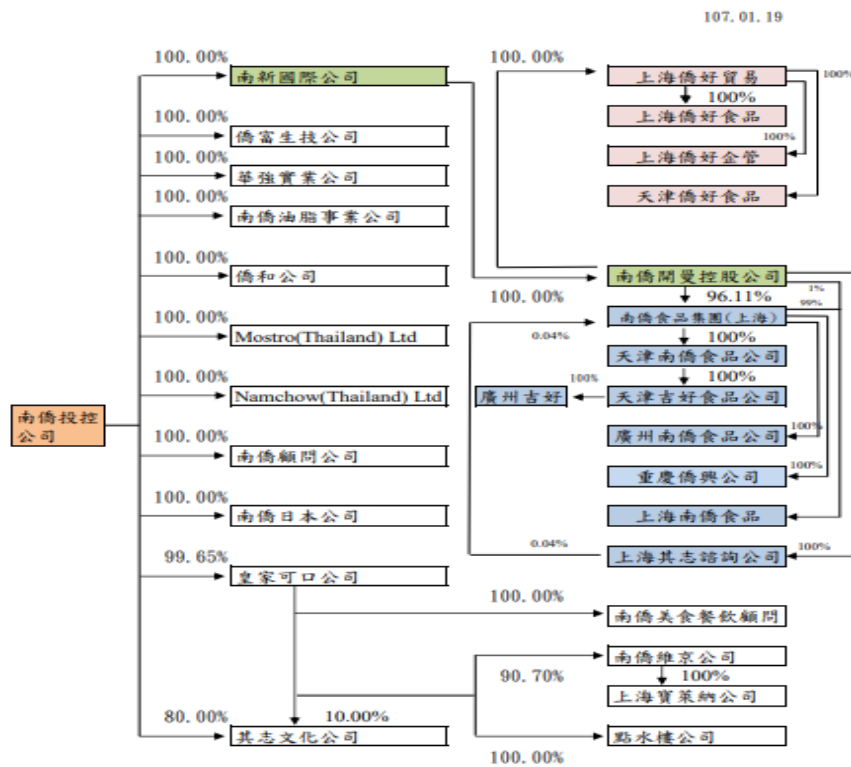 107.01.19
100.00%
南新國際公司
100.00%
僑富生技公司
100.00%
華強實業公司
100.00%
南僑油脂事業公司
100.00%
僑和公司
100.00%
Mostro(Thailand) Ltd
100.00%
Namchow(Thailand) Ltd
南僑投控
公司
100.00%
南僑顧問公司
100.00%
南僑日本公司
99.65%
皇家可口公司
80.00%
10.00%
其志文化公司
100.00%
上海僑好貿易
100%
100%
上海僑好食品
100%
上海僑好企管
天津僑好食品
南僑開曼控股公司
100.00%
96.11%
1%
99%
南僑食品集團(上海)
0.04%
100%
天津南僑食品公司
100%
廣州吉好
100%
天津吉好食品公司
廣州南僑食品公司
100%
重慶僑興公司
100%
上海南僑食品
0.04%
上海其志諮詢公司
100%
100.00%
南僑美食餐飲顧問
90.70%
南僑維京公司
100%
上海寶萊納公司
點水樓公司
100.00%